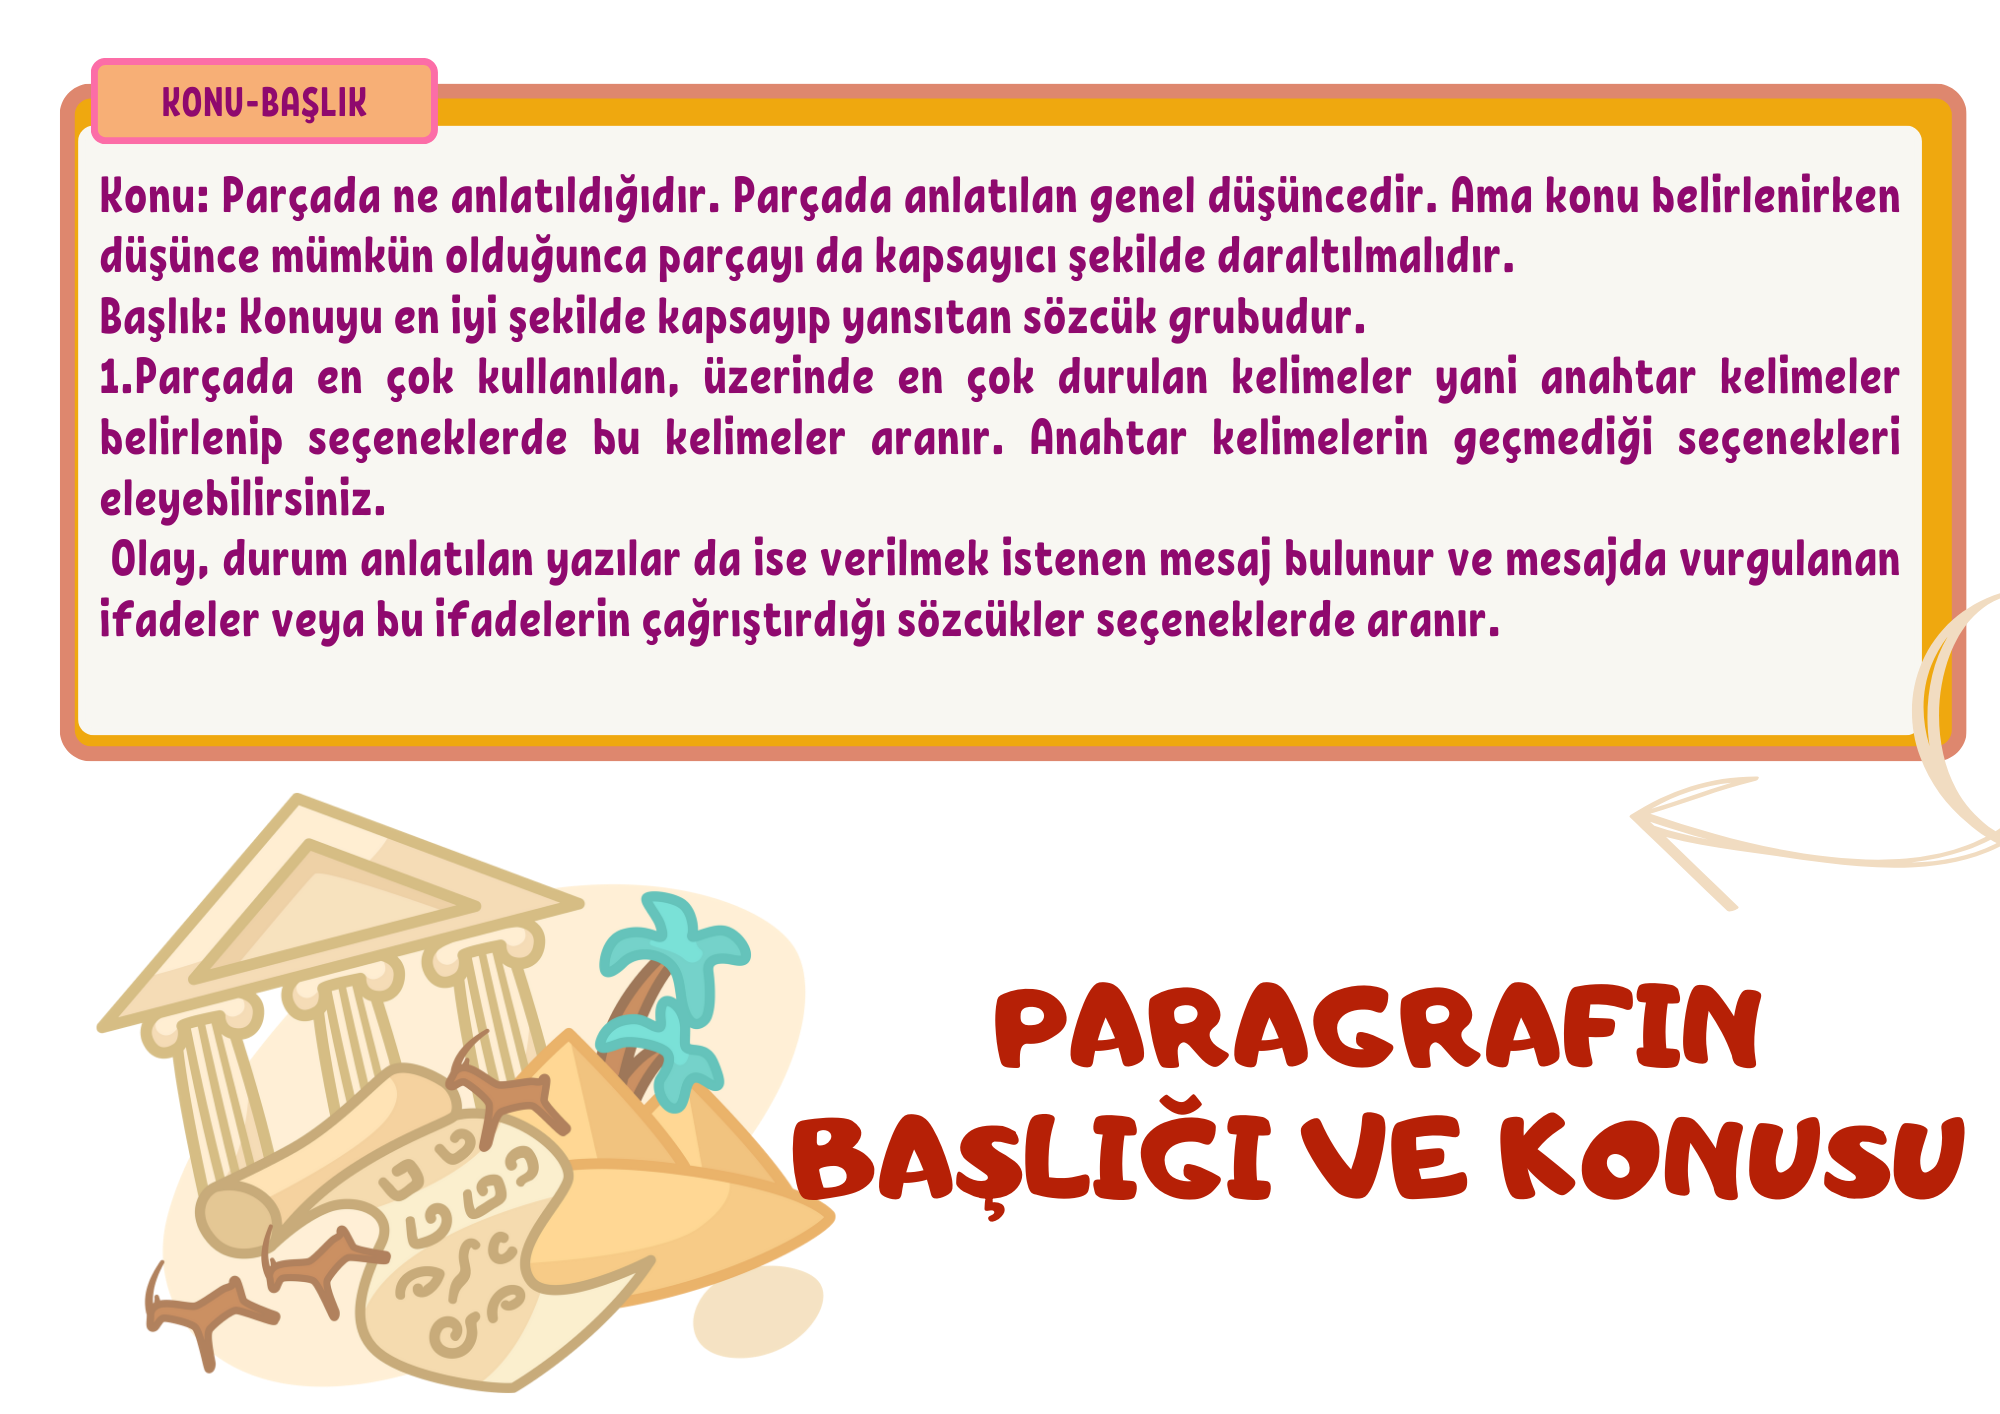 KONU-BAŞLIK
Konu: Parçada ne anlatıldığıdır. Parçada anlatılan genel düşüncedir. Ama konu belirlenirken
düşünce mümkün olduğunca parçayı da kapsayıcı şekilde daraltılmalıdır.
Başlık: Konuyu en iyi şekilde kapsayıp yansıtan sözcük grubudur.
1.Parçada en çok kullanılan, üzerinde en çok durulan kelimeler yani anahtar kelimeler
belirlenip seçeneklerde bu kelimeler aranır. Anahtar kelimelerin geçmediği seçenekleri
eleyebilirsiniz.
Olay, durum anlatılan yazılar da ise verilmek istenen mesaj bulunur ve mesajda vurgulanan
ifadeler veya bu ifadelerin çağrıştırdığı sözcükler seçeneklerde aranır.
PARAGRAFIN
BAŞLIĞI VE KONUSU